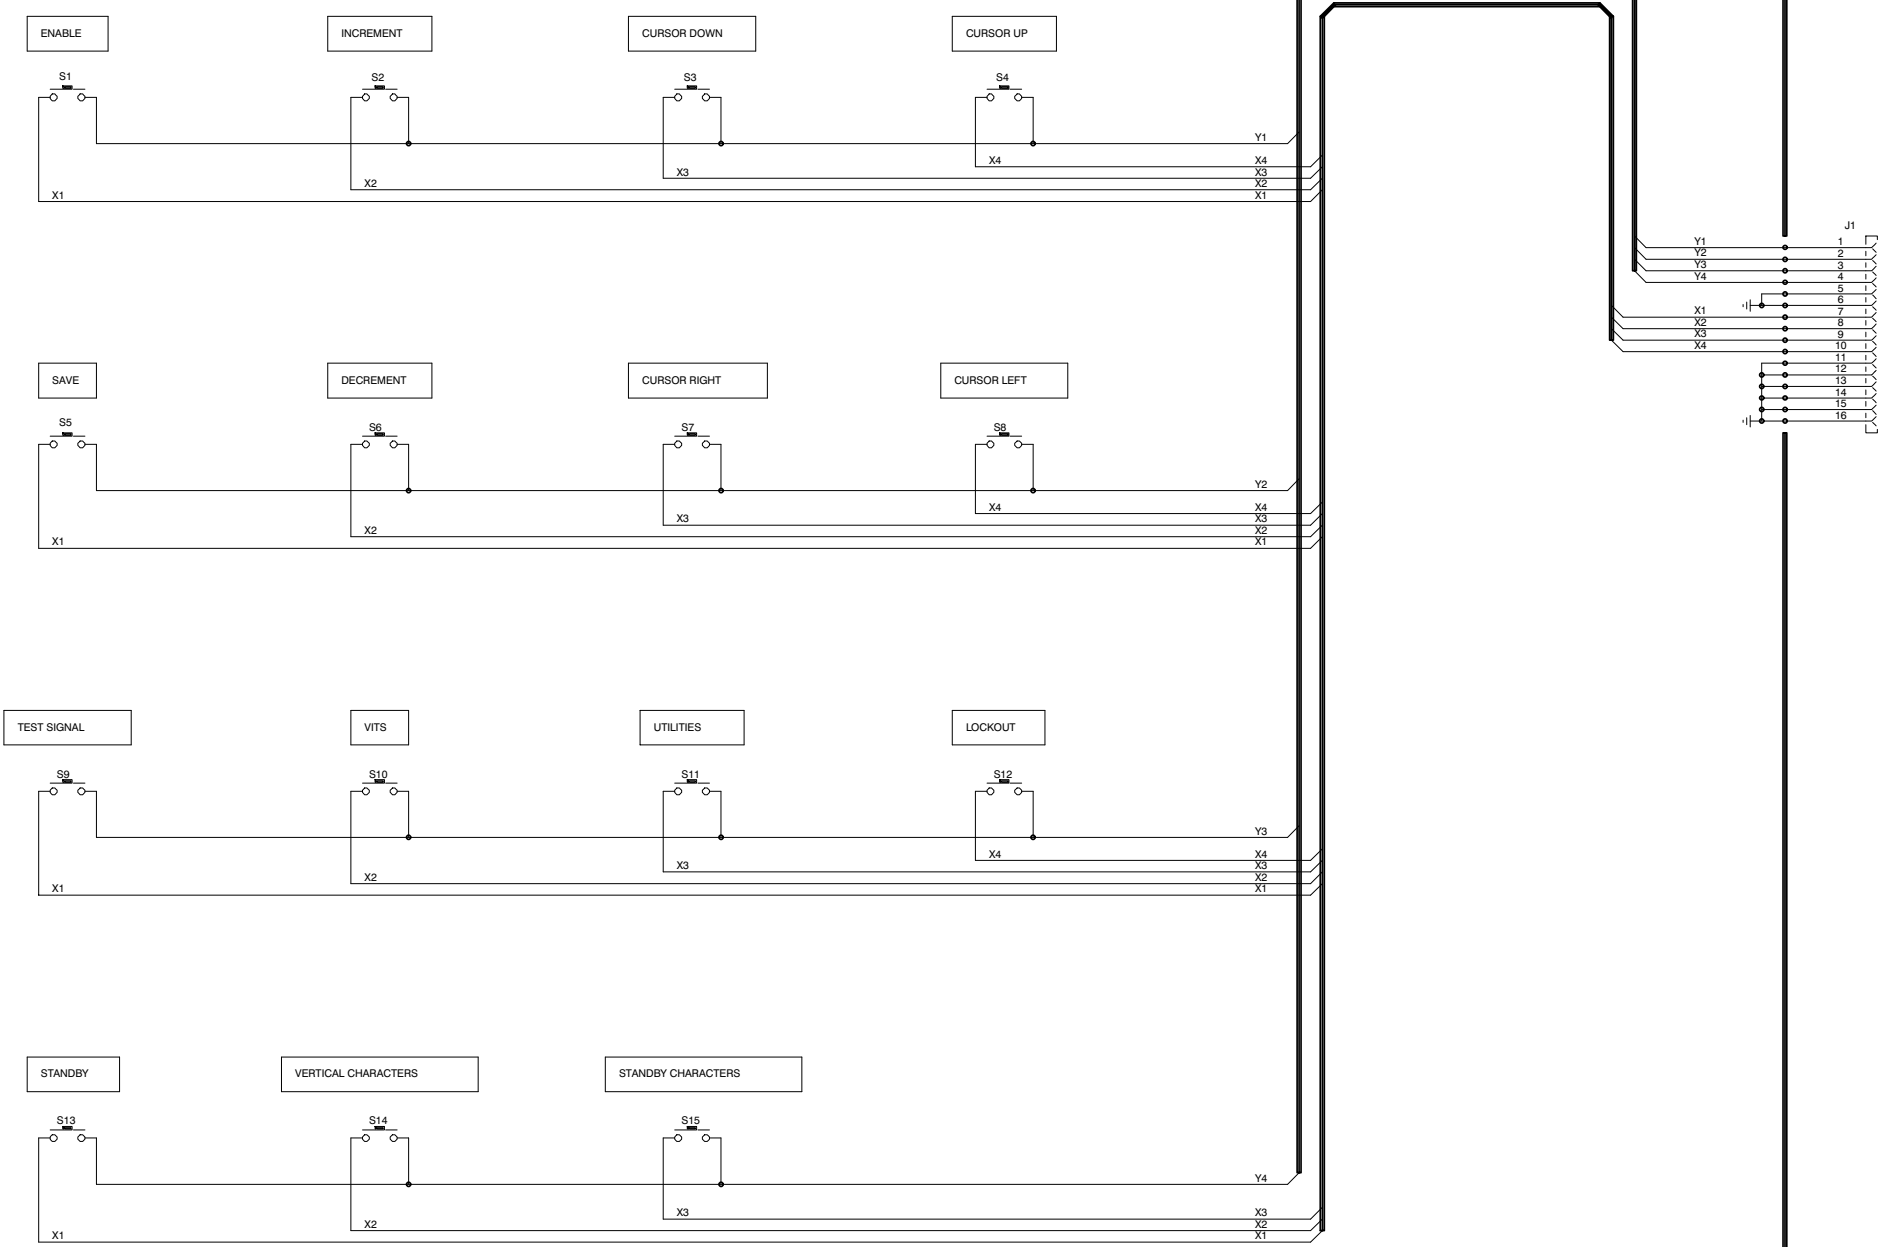 ENABLE
INCREMENT
CURSOR DOWN
CURSOR UP
S1
S2
S3
S4
Y1
X4
X4
X3
X3
X2
X2
X1
X1
J1
Y1
1
Y2
2
Y3
3
Y4
4
5
6
X1
7
X2
8
X3
9
X4
10
11
12
13
14
15
16
SAVE
DECREMENT
CURSOR RIGHT
CURSOR LEFT
S5
S6
S7
S8
Y2
X4
X4
X3
X3
X2
X2
X1
X1
TEST SIGNAL
VITS
UTILITIES
LOCKOUT
S9
S10
S11
S12
Y3
X4
X4
X3
X3
X2
X2
X1
X1
STANDBY
VERTICAL CHARACTERS
STANDBY CHARACTERS
S13
S14
S15
Y4
X3
X3
X2
X2
X1
X1